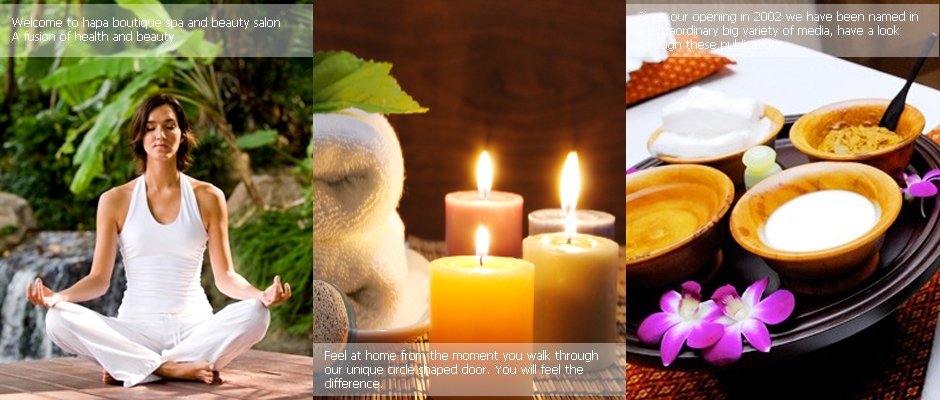 Welcome to hapa boutique spa and beauty salon
A fusion of health and beauty
Feel at home from the moment you walk through
our unique circle shaped door. You will feel the
difference.
Since our opening in 2002 we have been named in
extraordinary big variety of media, have a look
through these